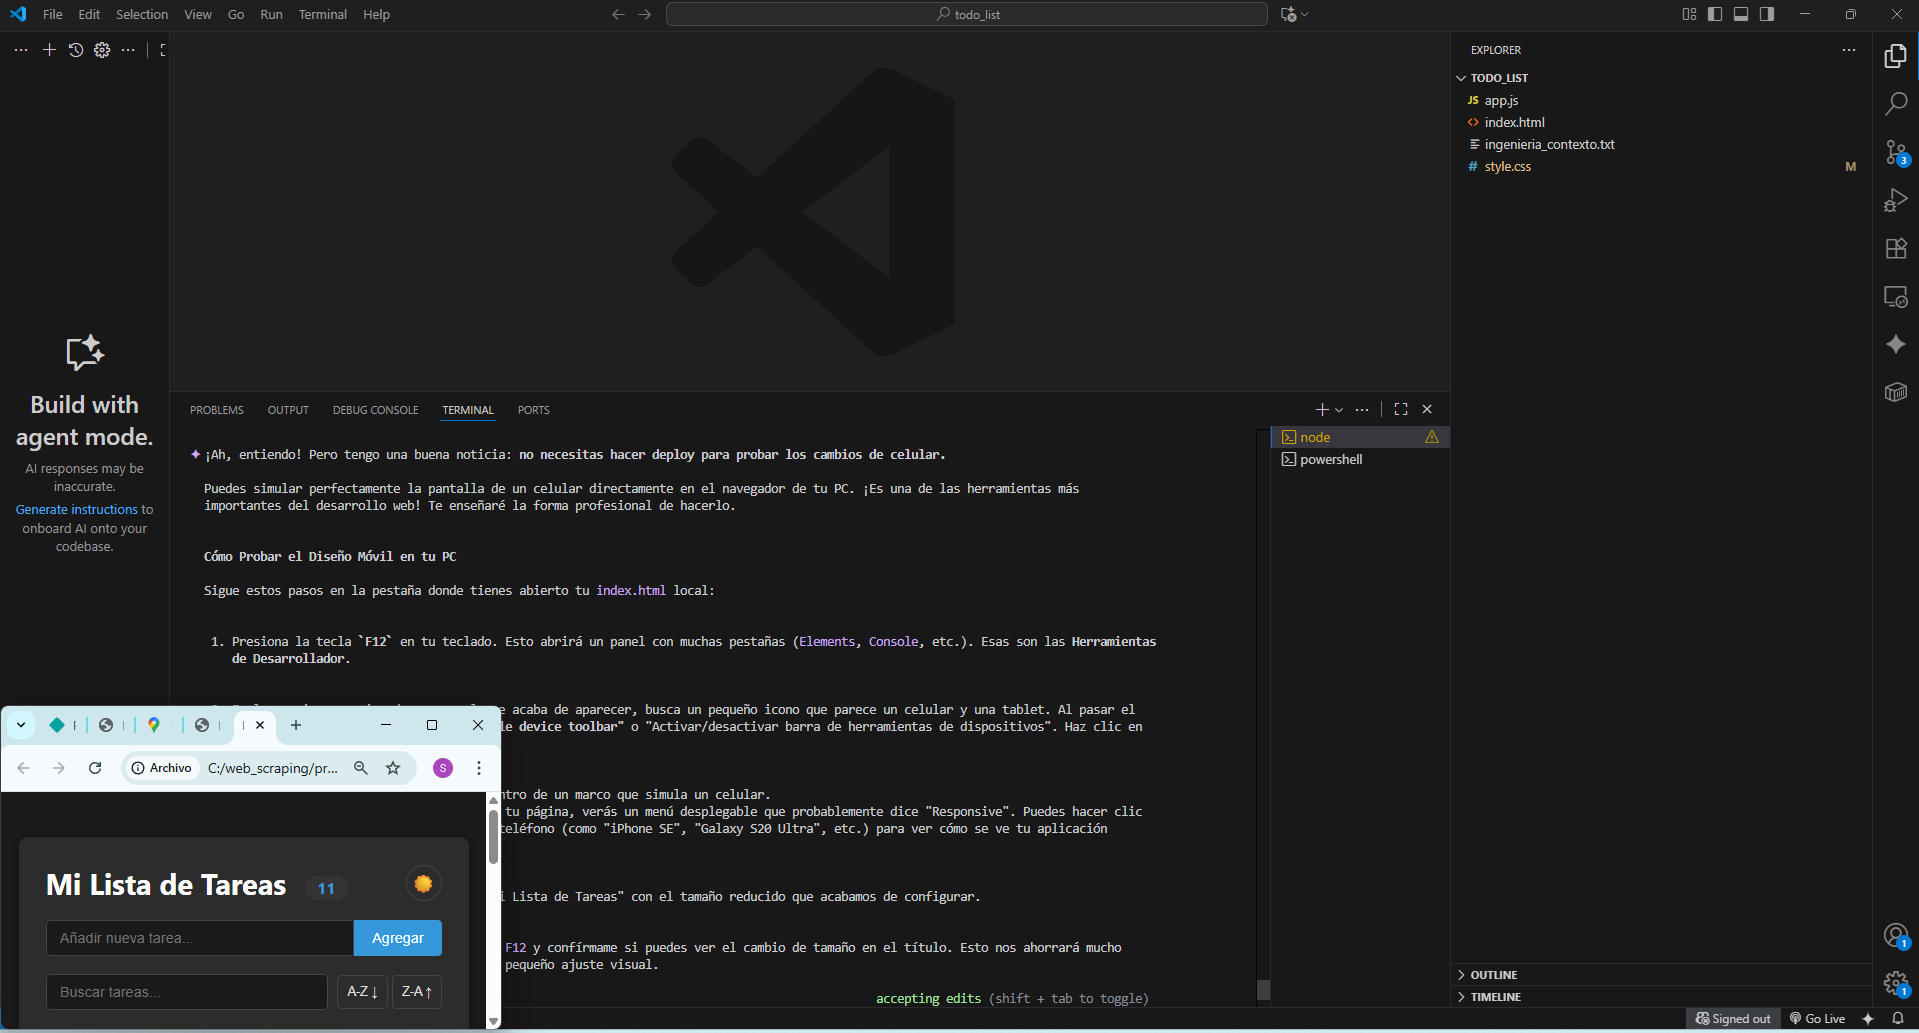 File Edit Selection View Go Run Terminal Help
todo_list
Build with
agent mode.
AI responses may be
inaccurate.
Generate instructions to
onboard AI onto your
codebase.
PROBLEMS OUTPUT DEBUG CONSOLE TERMINAL PORTS
¡Ah, entiendo! Pero tengo una buena noticia: no necesitas hacer deploy para probar los cambios de celular.
Puedes simular perfectamente la pantalla de un celular directamente en el navegador de tu PC. ¡Es una de las herramientas más
importantes del desarrollo web! Te enseñaré la forma profesional de hacerlo.
Cómo Probar el Diseño Móvil en tu PC
Sigue estos pasos en la pestaña donde tienes abierto tu index.html local:
1. Presiona la tecla `F12` en tu teclado. Esto abrirá un panel con muchas pestañas (Elements, Console, etc.). Esas son las Herramientas
de Desarrollador.
e acaba de aparecer, busca un pequeño icono que parece un celular y una tablet. Al pasar el
le device toolbar" o "Activar/desactivar barra de herramientas de dispositivos". Haz clic en
ntro de un marco que simula un celular.
tu página, verás un menú desplegable que probablemente dice "Responsive". Puedes hacer clic
teléfono (como "iPhone SE", "Galaxy S20 Ultra", etc.) para ver cómo se ve tu aplicación
i Lista de Tareas" con el tamaño reducido que acabamos de configurar.
F12 y confírmame si puedes ver el cambio de tamaño en el título. Esto nos ahorrará mucho
pequeño ajuste visual.
accepting edits (shift + tab to toggle)
node
powershell
Archivo C:/web_scraping/pr... S
Mi Lista de Tareas 11
Añadir nueva tarea... Agregar
Buscar tareas... A-Z↓ Z-A↑
EXPLORER
TODO_LIST
JS app.js
<> index.html
ingenieria_contexto.txt
# style.css M
OUTLINE
TIMELINE
3
1
1
Signed out Go Live